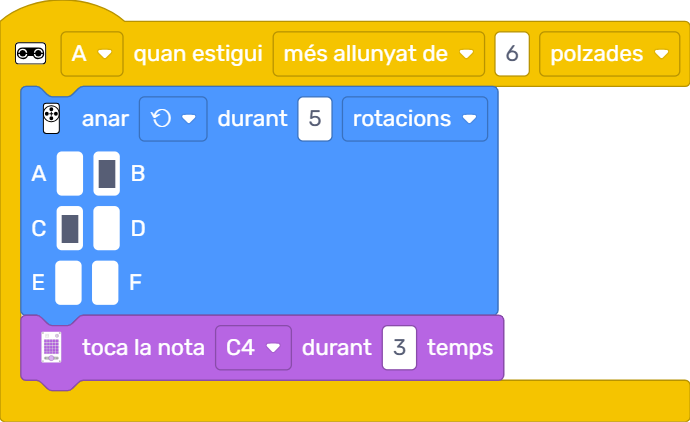 A quan estigui més allunyat de 6 polzades
anar durant 5 rotacions
A B
C D
E F
toca la nota C4 durant 3 temps